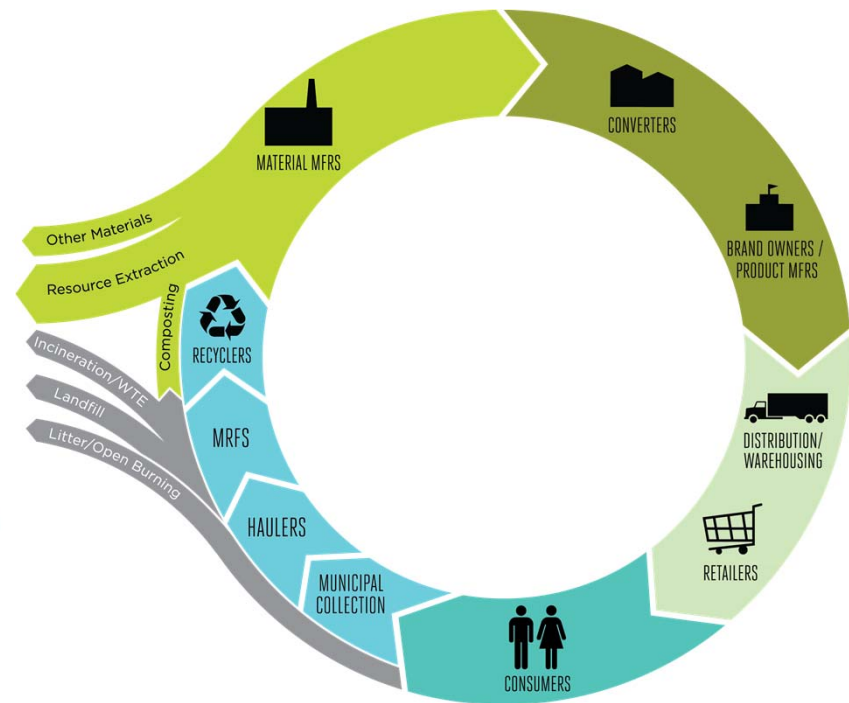 MATERIAL MFRS
CONVERTERS
BRAND OWNERS /
PRODUCT MFRS
DISTRIBUTION/
WAREHOUSING
RETAILERS
CONSUMERS
MUNICIPAL
COLLECTION
HAULERS
MRFS
RECYCLERS
Composting
Other Materials
Resource Extraction
Incineration/WTE
Landfill
Litter/Open Burning